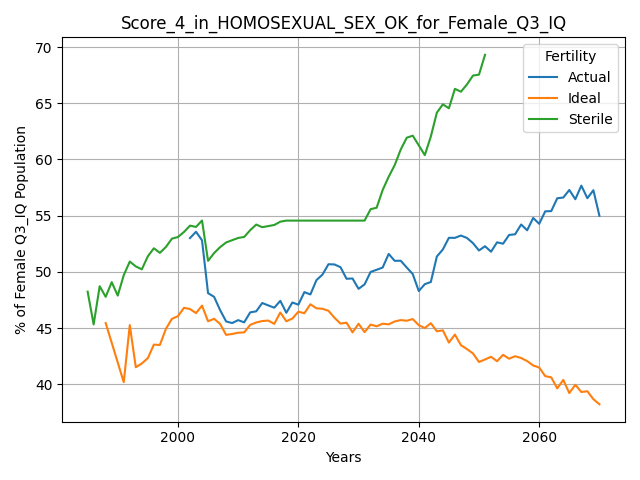 Score_4_in_HOMOSEXUAL_SEX_OK_for_Female_Q3_IQ
Fertility
Actual
Ideal
Sterile
70
65
60
55
50
45
40
% of Female Q3_IQ Population
2000
2020
2040
2060
Years